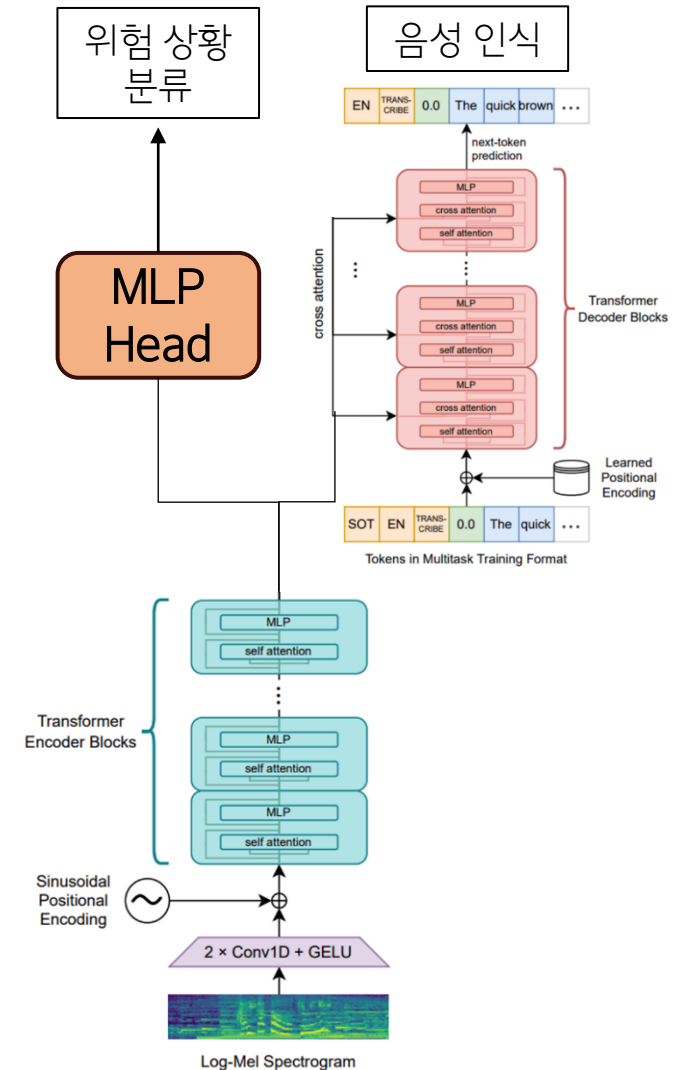 위험 상황
분류
음성 인식
EN TRANS-
CRIBE 0.0 The quick brown ...
next-token
prediction
MLP
cross attention
self attention
...
...
MLP
cross attention
self attention
MLP
cross attention
self attention
cross attention
Transformer
Decoder Blocks
MLP
Head
Learned
Positional
Encoding
SOT EN TRANS-
CRIBE 0.0 The quick ...
Tokens in Multitask Training Format
MLP
self attention
...
MLP
self attention
MLP
self attention
Transformer
Encoder Blocks
Sinusoidal
Positional
Encoding
2 × Conv1D + GELU
Log-Mel Spectrogram